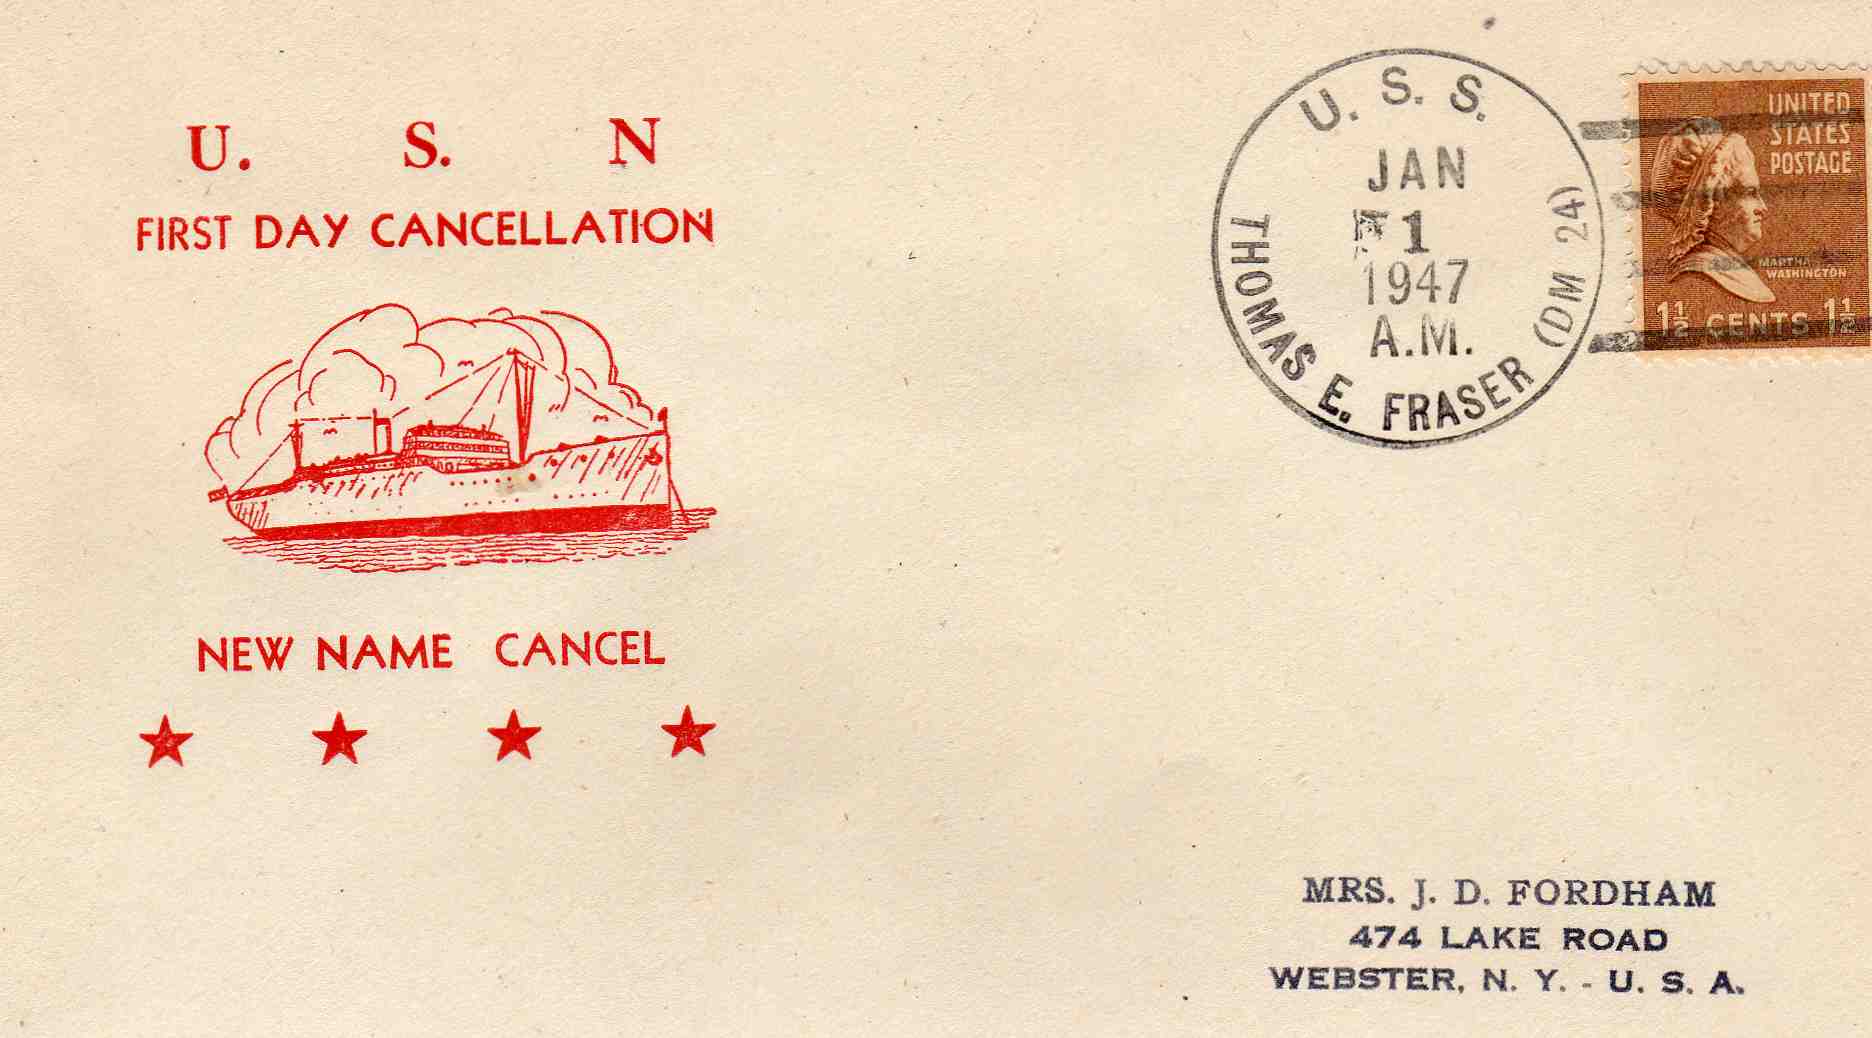 U. S. N
FIRST DAY CANCELLATION
NEW NAME CANCEL
U. S. S.
JAN
1
1947
A.M.
THOMAS E. FRASER (DM 24)
UNITED
STATES
POSTAGE
MARTHA
WASHINGTON
1½ CENTS 1½
MRS. J. D. FORDHAM
474 LAKE ROAD
WEBSTER, N. Y. - U. S. A.